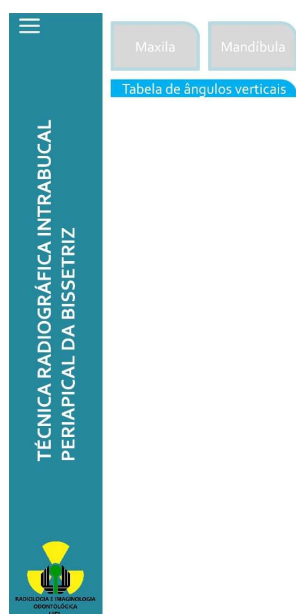 Maxila
Mandíbula
Tabela de ângulos verticais
TÉCNICA RADIOGRÁFICA INTRABUCAL
PERIAPICAL DA BISSETRIZ
RADIOLOGIA E IMAGINOLOGIA
ODONTOLÓGICA